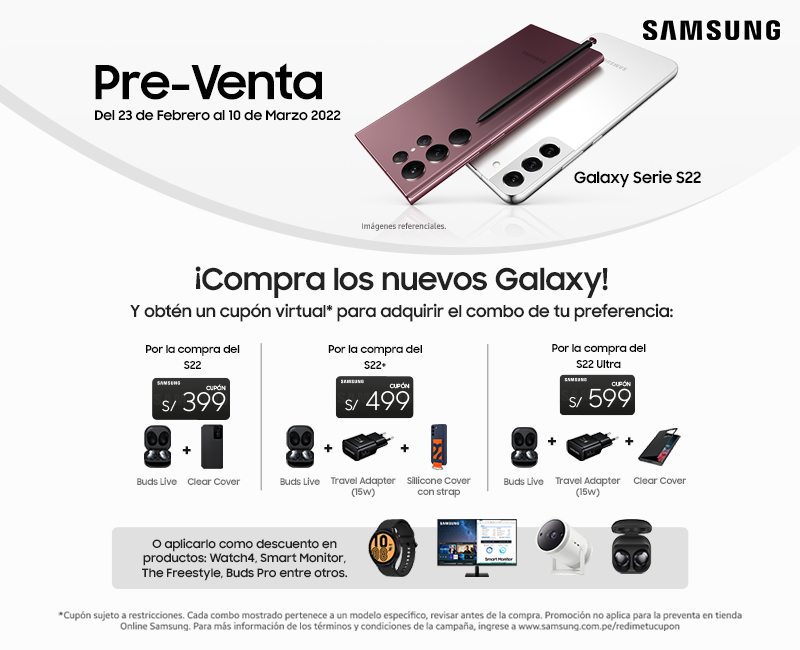 SAMSUNG
Pre-Venta
Del 23 de Febrero al 10 de Marzo 2022
Galaxy Serie S22
Imágenes referenciales.
¡Compra los nuevos Galaxy!
Y obtén un cupón virtual* para adquirir el combo de tu preferencia:
Por la compra del
S22
SAMSUNG
CUPÓN
S/ 399
Buds Live
+
Clear Cover
Por la compra del
S22+
SAMSUNG
CUPÓN
S/ 499
Buds Live
+
Travel Adapter
(15w)
+
Sillicone Cover
con strap
Por la compra del
S22 Ultra
SAMSUNG
CUPÓN
S/ 599
Buds Live
+
Travel Adapter
(15w)
+
Clear Cover
O aplicarlo como descuento en
productos: Watch4, Smart Monitor,
The Freestyle, Buds Pro entre otros.
SAMSUNG
Smart Monitor
*Cupón sujeto a restricciones. Cada combo mostrado pertenece a un modelo específico, revisar antes de la compra. Promoción no aplica para la preventa en tienda
Online Samsung. Para más información de los términos y condiciones de la campaña, ingrese a www.samsung.com.pe/redimetucupon